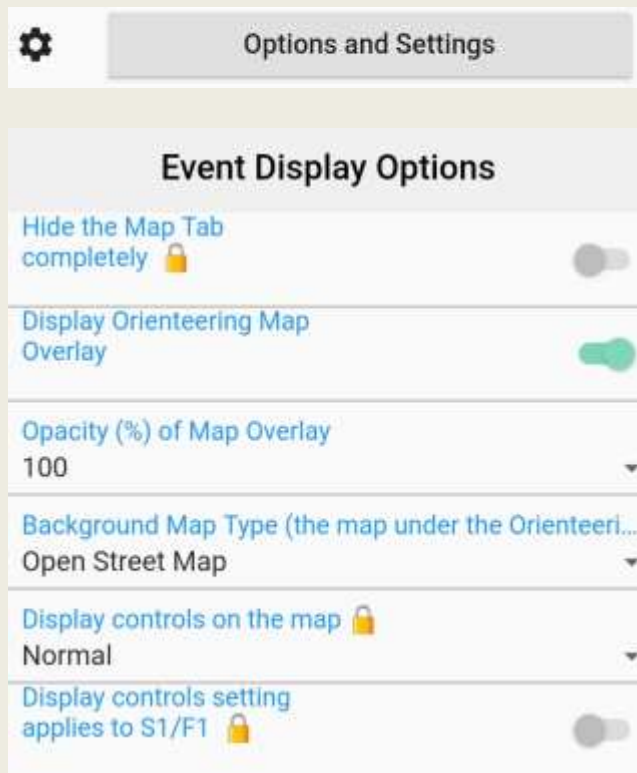 Options and Settings
Event Display Options
Hide the Map Tab
completely
Display Orienteering Map
Overlay
Opacity (%) of Map Overlay
100
Background Map Type (the map under the Orienteeri...
Open Street Map
Display controls on the map
Normal
Display controls setting
applies to S1/F1